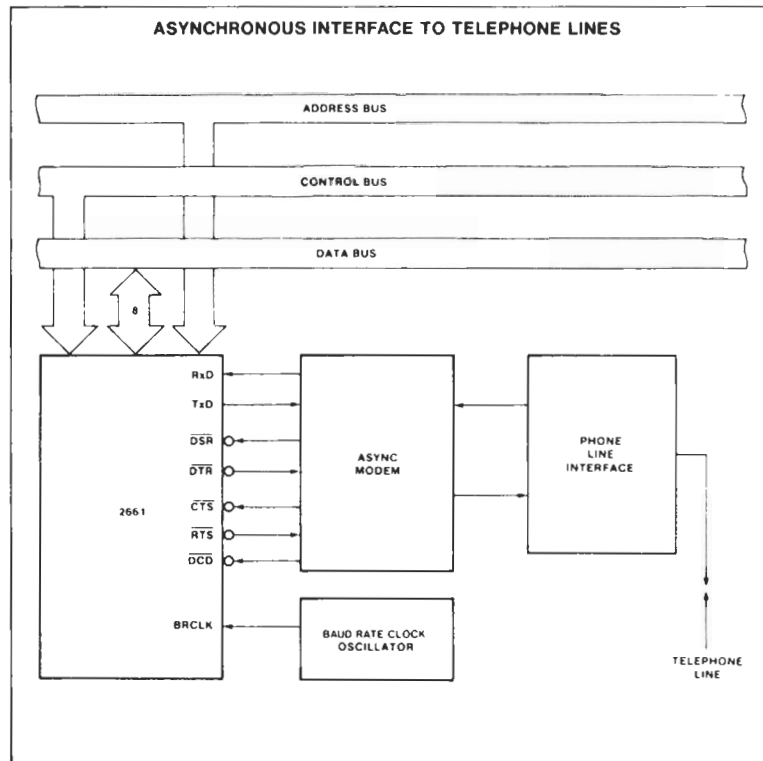 ASYNCHRONOUS INTERFACE TO TELEPHONE LINES
ADDRESS BUS
CONTROL BUS
DATA BUS
8
RxD
TxD
DSR
DTR
CTS
RTS
DCD
BRCLK
2661
ASYNC
MODEM
PHONE
LINE
INTERFACE
BAUD RATE CLOCK
OSCILLATOR
TELEPHONE
LINE